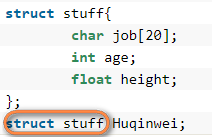 struct stuff{
char job[20];
int age;
float height;
};
struct stuff Huqinwei;